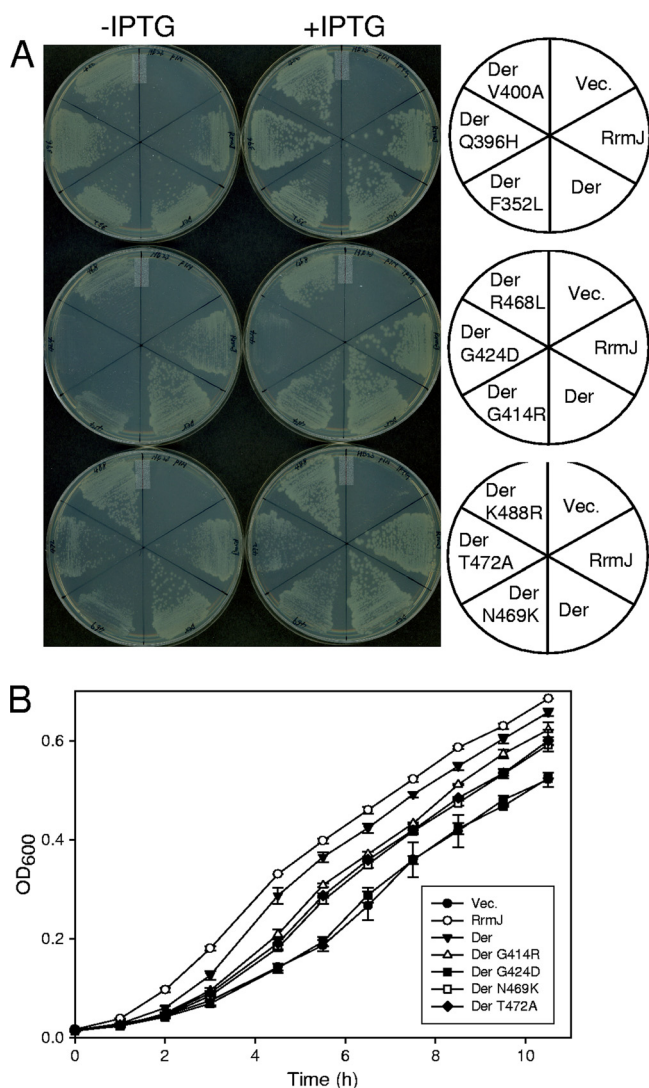 -IPTG
+IPTG
A
Der
V400A
Vec.
Der
Q396H
RrmJ
Der
F352L
Der
Der
R468L
Vec.
Der
G424D
RrmJ
Der
G414R
Der
Der
K488R
Vec.
Der
T472A
RrmJ
Der
N469K
Der
B
OD600
0.6
0.4
0.2
0.0
Vec.
RrmJ
Der
Der G414R
Der G424D
Der N469K
Der T472A
0
2
4
6
8
10
Time (h)